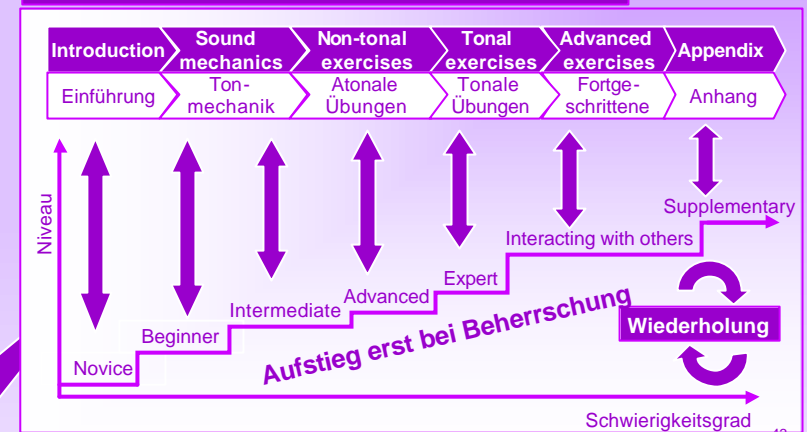 Introduction
Sound
mechanics
Non-tonal
exercises
Tonal
exercises
Advanced
exercises
Appendix
Einführung
Ton-
mechanik
Atonale
Übungen
Tonale
Übungen
Fortge-
schrittene
Anhang
Niveau
Supplementary
Interacting with others
Expert
Advanced
Intermediate
Beginner
Novice
Aufstieg erst bei Beherrschung
Wiederholung
Schwierigkeitsgrad